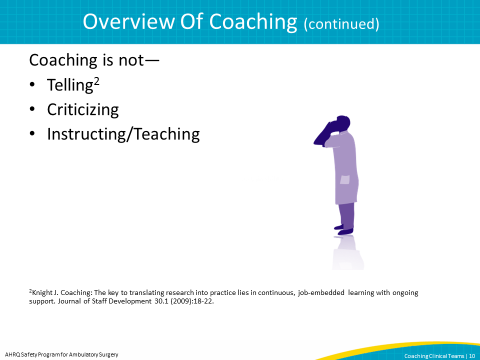 Overview Of Coaching (continued)
Coaching is not—
• Telling²
• Criticizing
• Instructing/Teaching
²Knight J. Coaching: The key to translating research into practice lies in continuous, job-embedded learning with ongoing
support. Journal of Staff Development 30.1 (2009):18-22.
AHRQ Safety Program for Ambulatory Surgery
Coaching Clinical Teams | 10